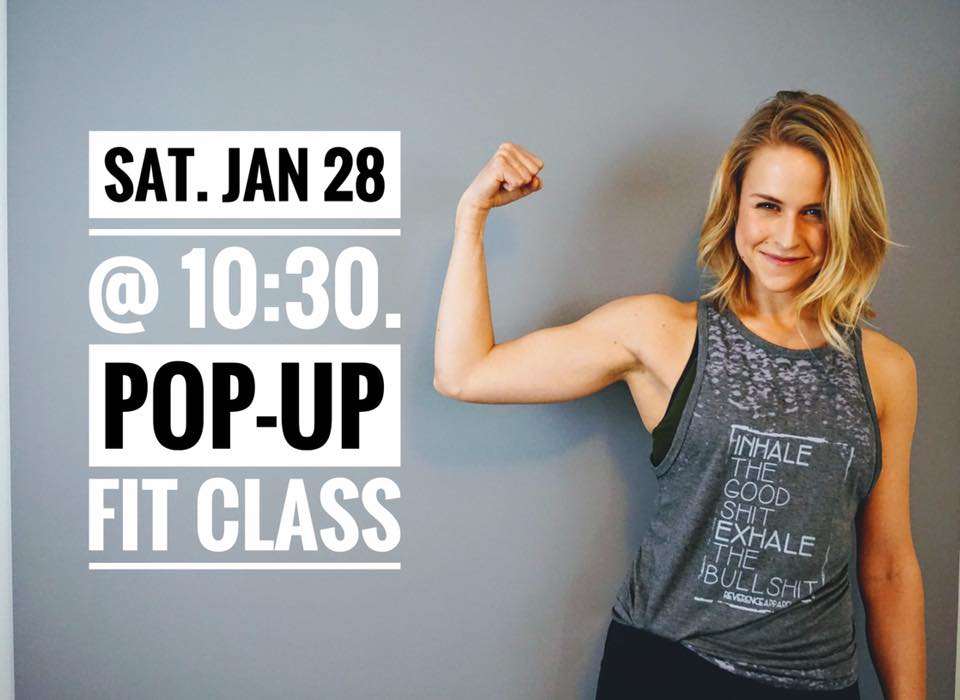 SAT. JAN 28
@ 10:30.
POP-UP
FIT CLASS
INHALE
THE
GOOD
SHIT
EXHALE
THE
BULLSHIT